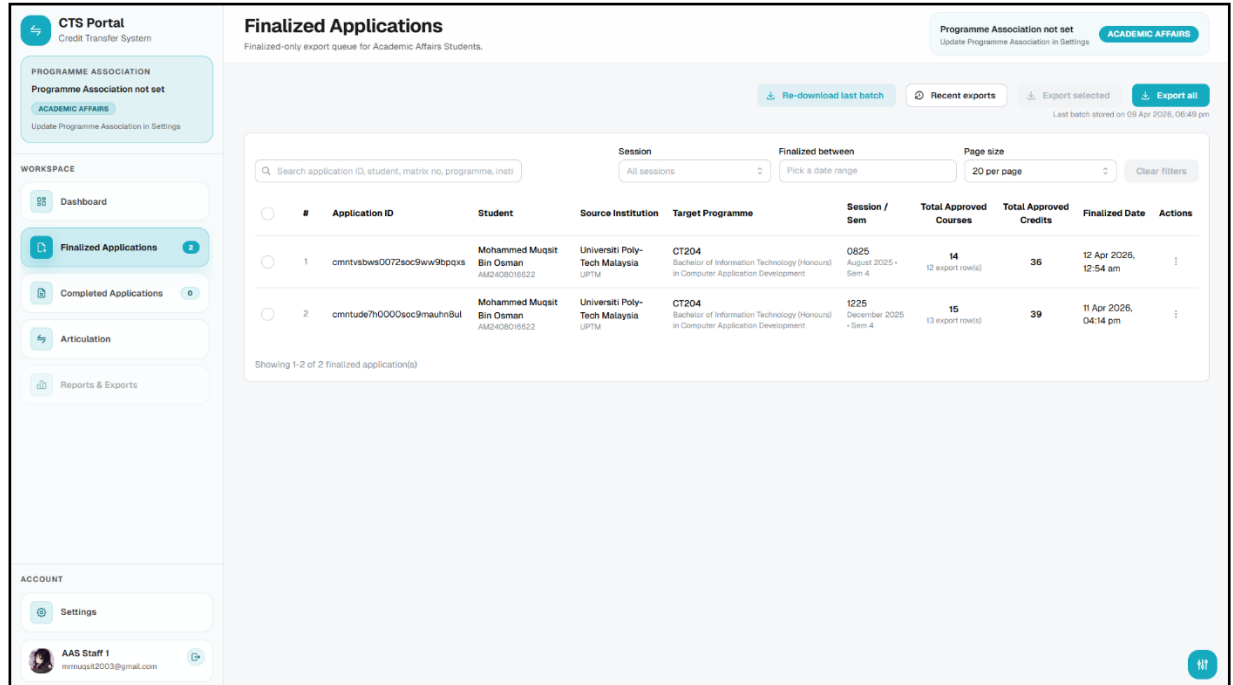 CTS Portal
Credit Transfer System
PROGRAMME ASSOCIATION
Programme Association not set
ACADEMIC AFFAIRS
Update Programme Association in Settings
WORKSPACE
Dashboard
Finalized Applications 2
Completed Applications 0
Articulation
Reports & Exports
ACCOUNT
Settings
AAS Staff 1
mrmuqsit2003@gmail.com
Finalized Applications
Finalized-only export queue for Academic Affairs Students.
Programme Association not set
Update Programme Association in Settings
ACADEMIC AFFAIRS
Re-download last batch Recent exports Export selected Export all
Last batch stored on 09 Apr 2026, 06:49 pm
Session Finalized between Page size
Search application ID, student, matrix no, programme, insti All sessions Pick a date range 20 per page Clear filters
# Application ID Student Source Institution Target Programme Session / Sem Total Approved Courses Total Approved Credits Finalized Date Actions
1 cmntvsbws0072soc9ww9bpqxs
Mohammed Muqsit
Bin Osman
AM2408016622
Universiti Poly-
Tech Malaysia
UPTM
CT204
Bachelor of Information Technology (Honours)
in Computer Application Development
0825
August 2025 •
Sem 4
14
12 export row(s)
36
12 Apr 2026,
12:54 am
2 cmntude7h0000soc9mauhn8ul
Mohammed Muqsit
Bin Osman
AM2408016622
Universiti Poly-
Tech Malaysia
UPTM
CT204
Bachelor of Information Technology (Honours)
in Computer Application Development
1225
December 2025
• Sem 4
15
13 export row(s)
39
11 Apr 2026,
04:14 pm
Showing 1-2 of 2 finalized application(s)